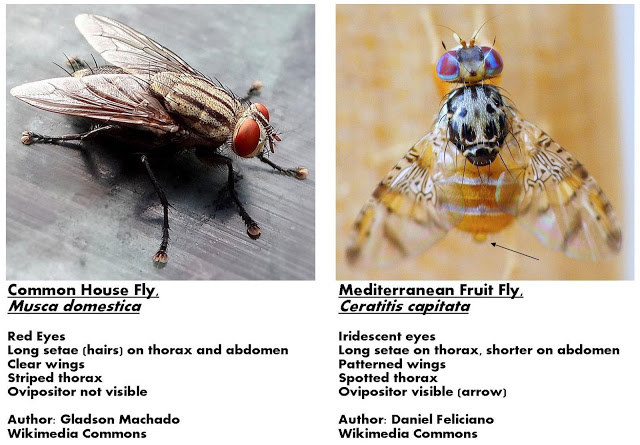 Common House Fly,
Musca domestica
Red Eyes
Long setae (hairs) on thorax and abdomen
Clear wings
Striped thorax
Ovipositor not visible
Author: Gladson Machado
Wikimedia Commons
Mediterranean Fruit Fly,
Ceratitis capitata
Iridescent eyes
Long setae on thorax, shorter on abdomen
Patterned wings
Spotted thorax
Ovipositor visible (arrow)
Author: Daniel Feliciano
Wikimedia Commons